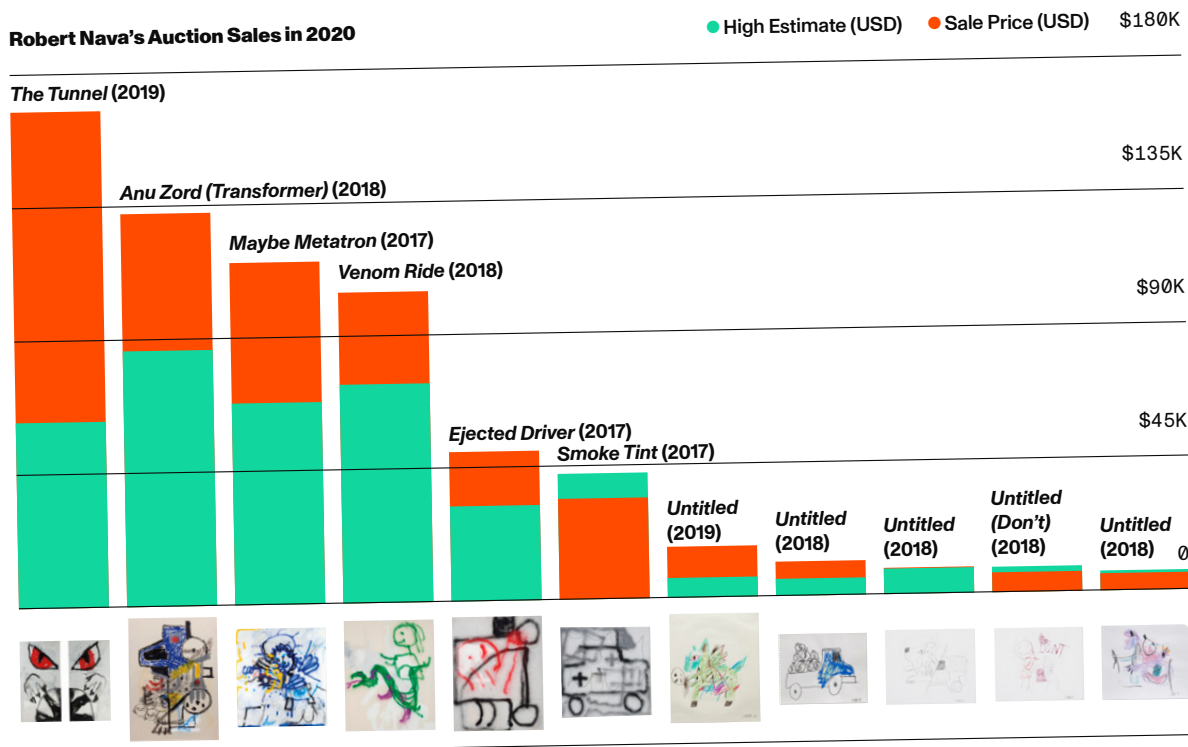 Robert Nava's Auction Sales in 2020
High Estimate (USD)
Sale Price (USD)
$180K
The Tunnel (2019)
$135K
Anu Zord (Transformer) (2018)
Maybe Metatron (2017)
Venom Ride (2018)
$90K
$45K
Ejected Driver (2017)
Smoke Tint (2017)
Untitled
(2019)
Untitled
(2018)
Untitled
(2018)
Untitled
(Don't)
(2018)
Untitled
(2018)
0